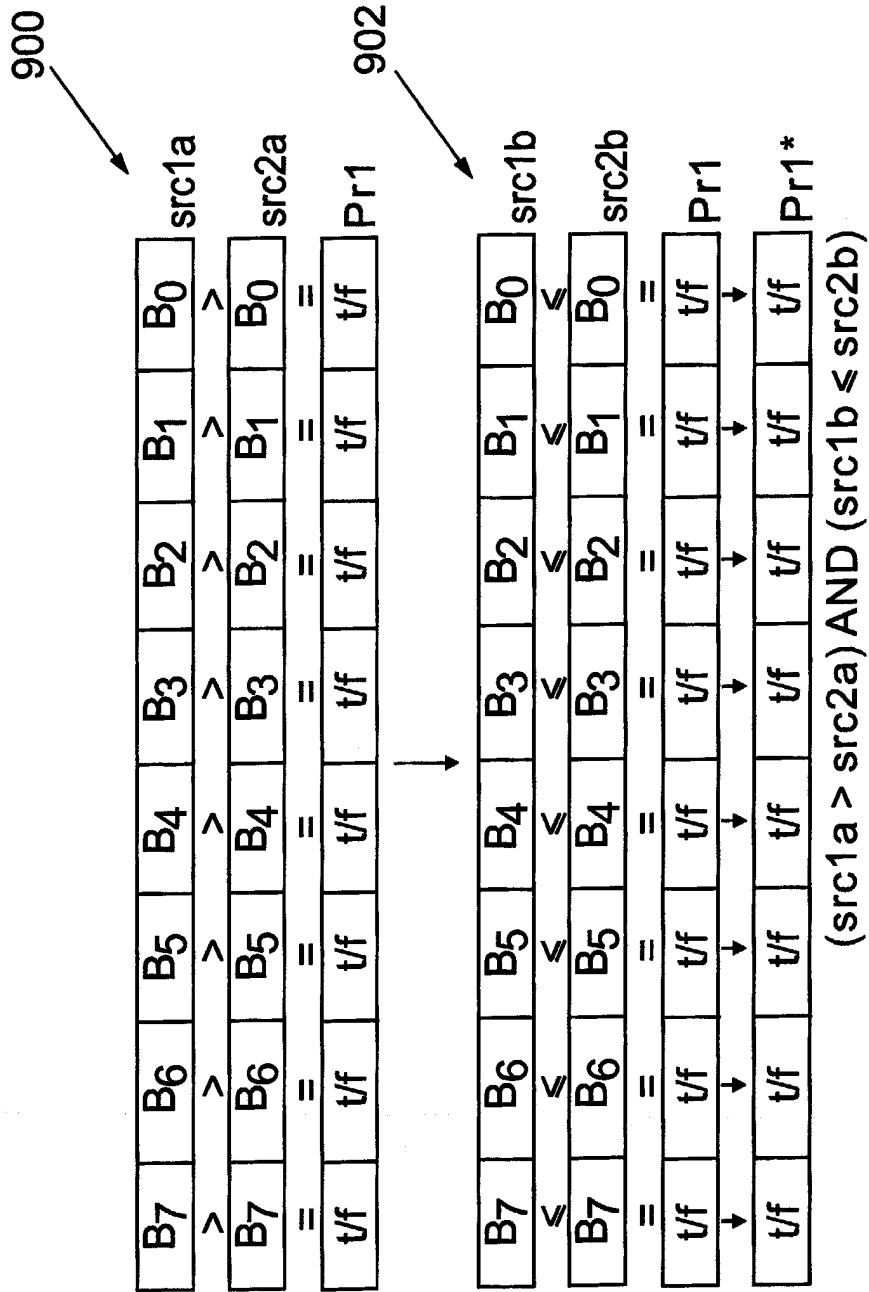 900
B7 B6 B5 B4 B3 B2 B1 B0 src1a
> > > > > > > >
B7 B6 B5 B4 B3 B2 B1 B0 src2a
= = = = = = = =
t/f t/f t/f t/f t/f t/f t/f t/f Pr1
902
B7 B6 B5 B4 B3 B2 B1 B0 src1b
⩽ ⩽ ⩽ ⩽ ⩽ ⩽ ⩽ ⩽
B7 B6 B5 B4 B3 B2 B1 B0 src2b
= = = = = = = =
t/f t/f t/f t/f t/f t/f t/f t/f Pr1
t/f t/f t/f t/f t/f t/f t/f t/f Pr1*
(src1a > src2a) AND (src1b ⩽ src2b)